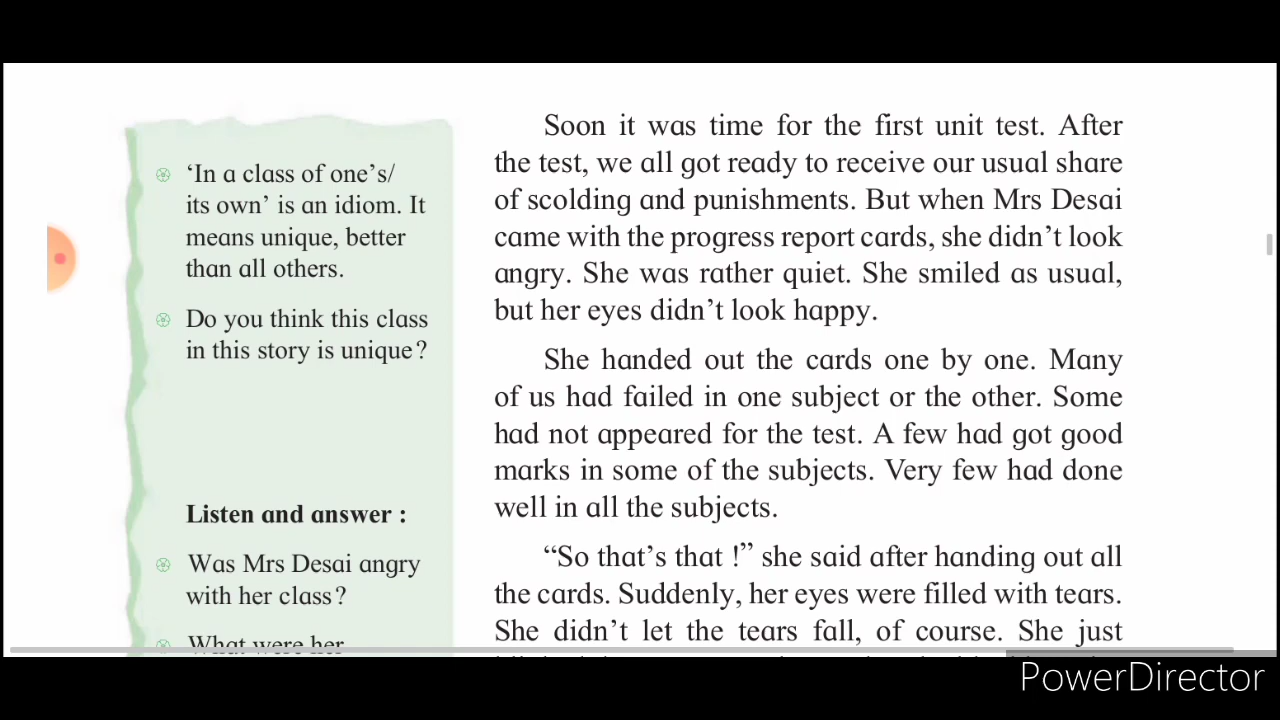 ‘In a class of one’s/
its own’ is an idiom. It
means unique, better
than all others.
Do you think this class
in this story is unique?
Listen and answer :
Was Mrs Desai angry
with her class?
What were her
Soon it was time for the first unit test. After
the test, we all got ready to receive our usual share
of scolding and punishments. But when Mrs Desai
came with the progress report cards, she didn’t look
angry. She was rather quiet. She smiled as usual,
but her eyes didn’t look happy.
She handed out the cards one by one. Many
of us had failed in one subject or the other. Some
had not appeared for the test. A few had got good
marks in some of the subjects. Very few had done
well in all the subjects.
“So that’s that !” she said after handing out all
the cards. Suddenly, her eyes were filled with tears.
She didn’t let the tears fall, of course. She just
PowerDirector